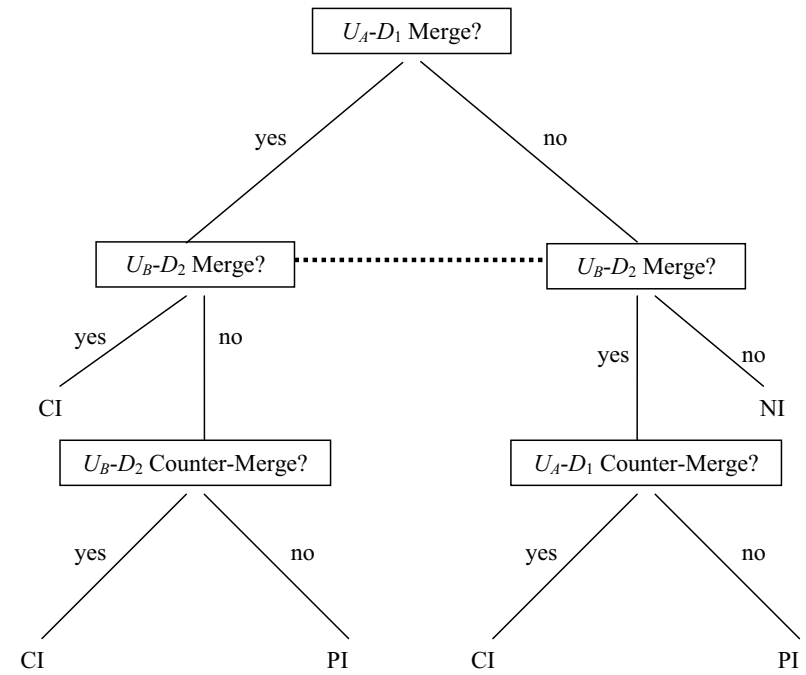 U_A-D_1 Merge?
yes
no
U_B-D_2 Merge?
U_B-D_2 Merge?
yes
no
yes
no
CI
NI
U_B-D_2 Counter-Merge?
U_A-D_1 Counter-Merge?
yes
no
yes
no
CI
PI
CI
PI